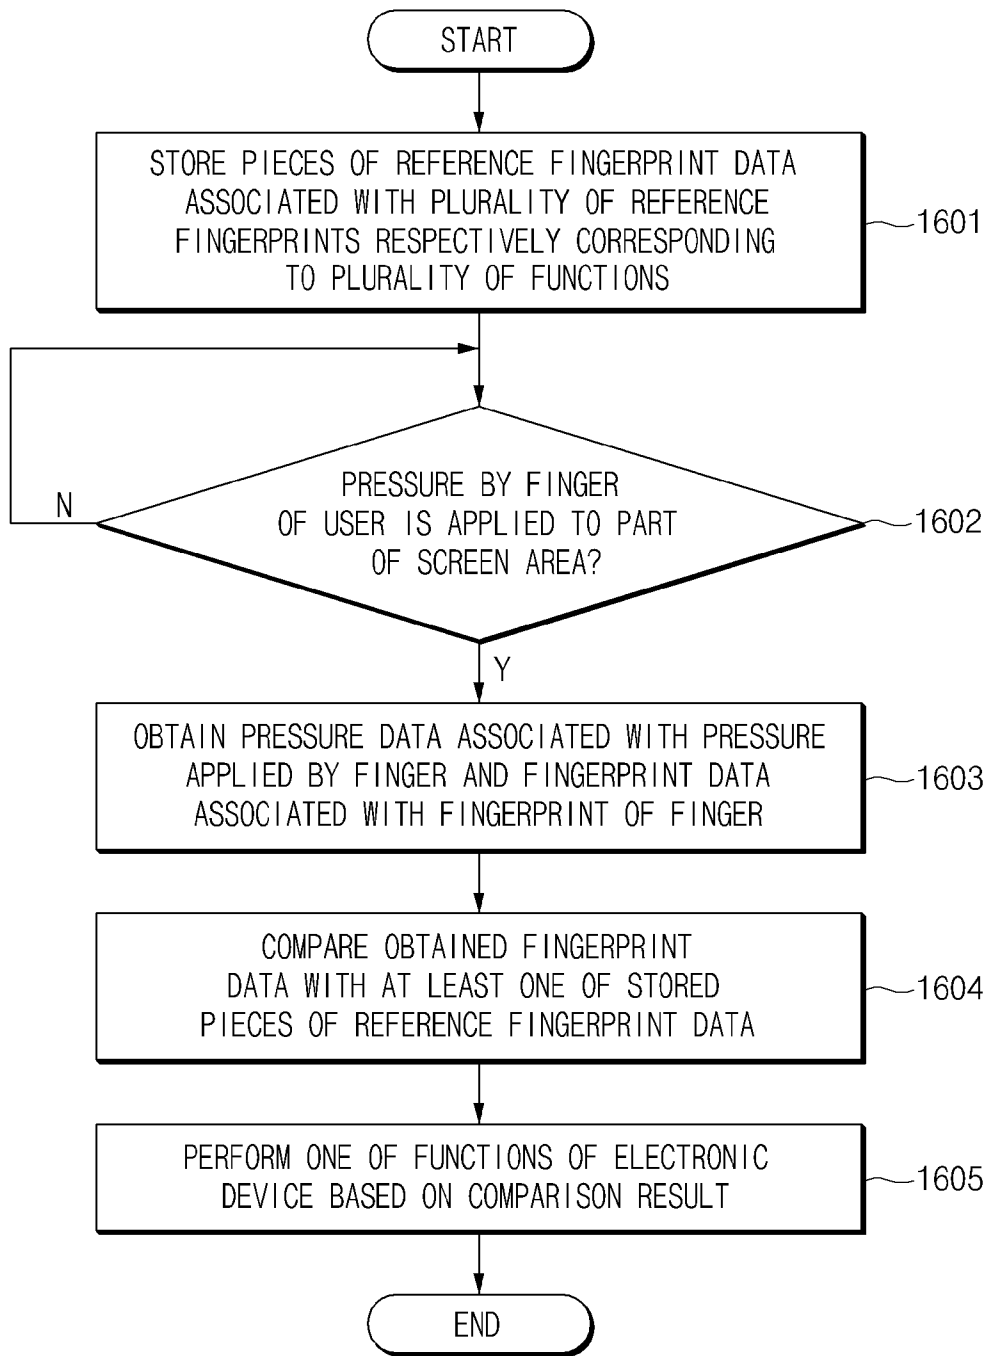 START
STORE PIECES OF REFERENCE FINGERPRINT DATA
ASSOCIATED WITH PLURALITY OF REFERENCE
FINGERPRINTS RESPECTIVELY CORRESPONDING
TO PLURALITY OF FUNCTIONS
1601
PRESSURE BY FINGER
OF USER IS APPLIED TO PART
OF SCREEN AREA?
N
1602
Y
OBTAIN PRESSURE DATA ASSOCIATED WITH PRESSURE
APPLIED BY FINGER AND FINGERPRINT DATA
ASSOCIATED WITH FINGERPRINT OF FINGER
1603
COMPARE OBTAINED FINGERPRINT
DATA WITH AT LEAST ONE OF STORED
PIECES OF REFERENCE FINGERPRINT DATA
1604
PERFORM ONE OF FUNCTIONS OF ELECTRONIC
DEVICE BASED ON COMPARISON RESULT
1605
END